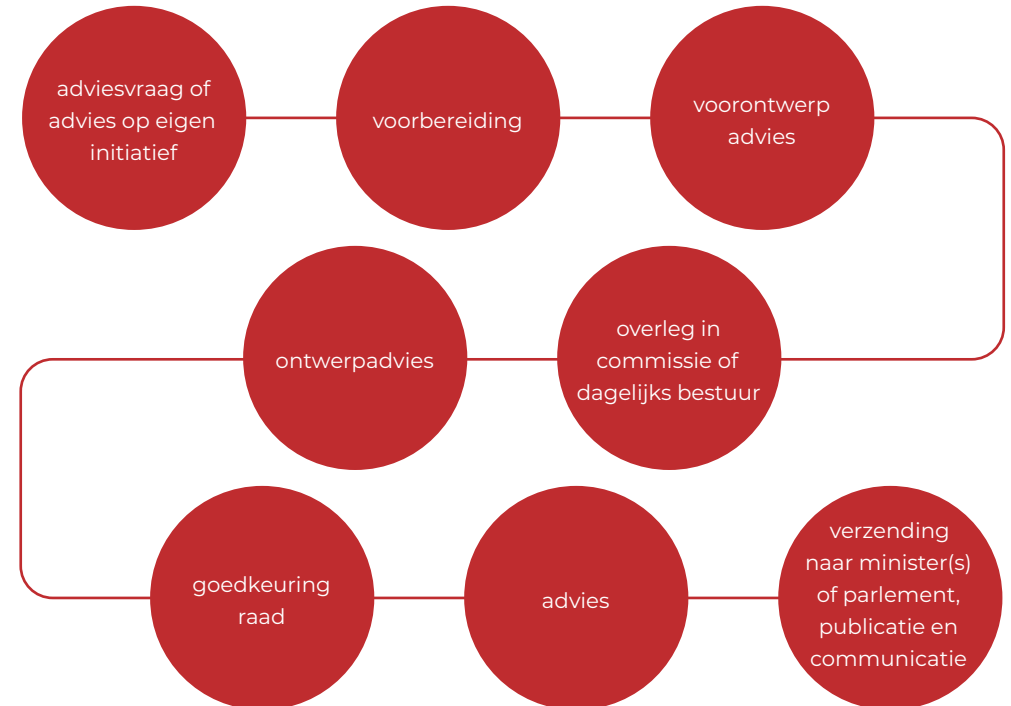 adviesvraag of
advies op eigen
initiatief
voorbereiding
voorontwerp
advies
overleg in
commissie of
dagelijks bestuur
ontwerpadvies
goedkeuring
raad
advies
verzending
naar minister(s)
of parlement,
publicatie en
communicatie